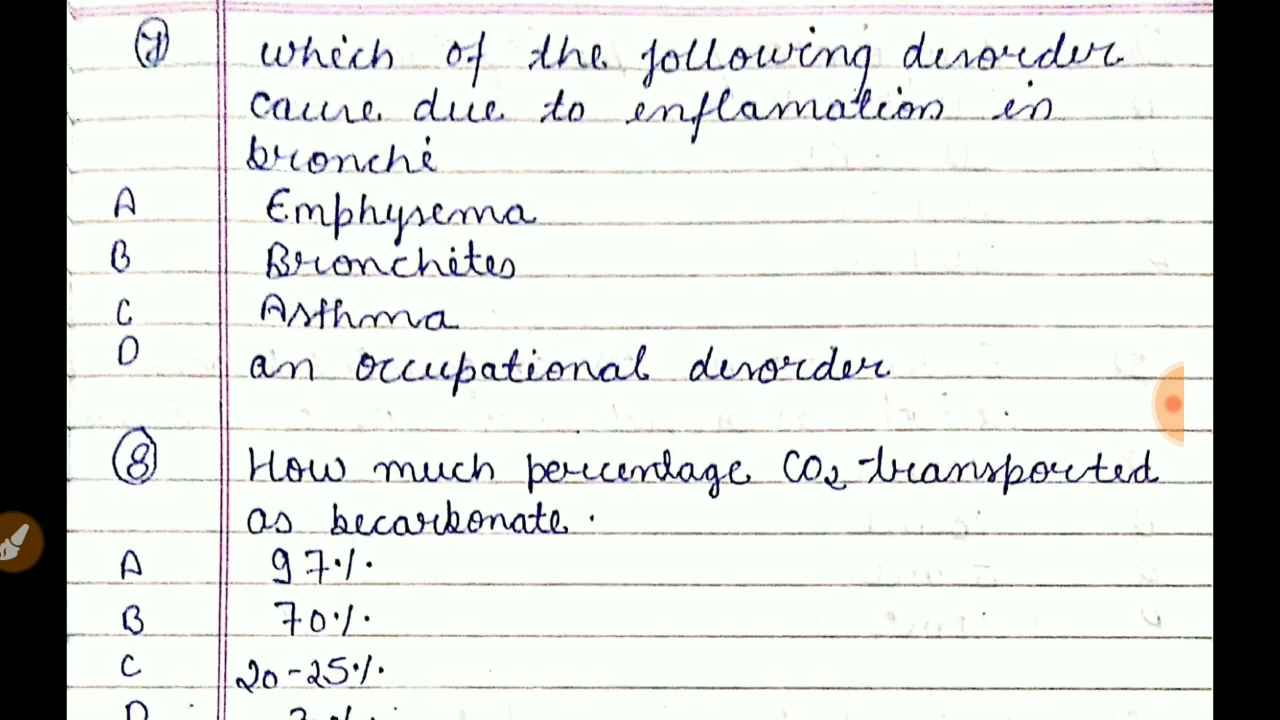 7 which of the following disorder
cause due to inflamation in
bronchi
A Emphysema
B Bronchites
C Asthma
D an occupational disorder
8 How much percentage CO2 transported
as becarbonate.
A 97%.
B 70%.
C 20-25%.
D